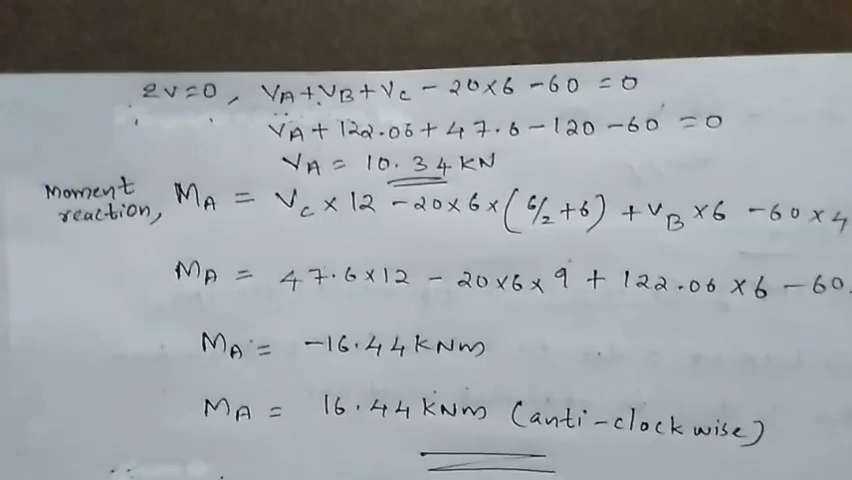 ΣV=0, VA+VB+VC - 20×6 - 60 = 0
VA + 122.06 + 47.6 - 120 - 60 = 0
VA = 10.34 KN
Moment reaction, MA = VC × 12 - 20×6×(6/2+6) + VB×6 - 60×4
MA = 47.6×12 - 20×6×9 + 122.06×6 - 60
MA = -16.44 KNm
MA = 16.44 KNm (anti-clockwise)